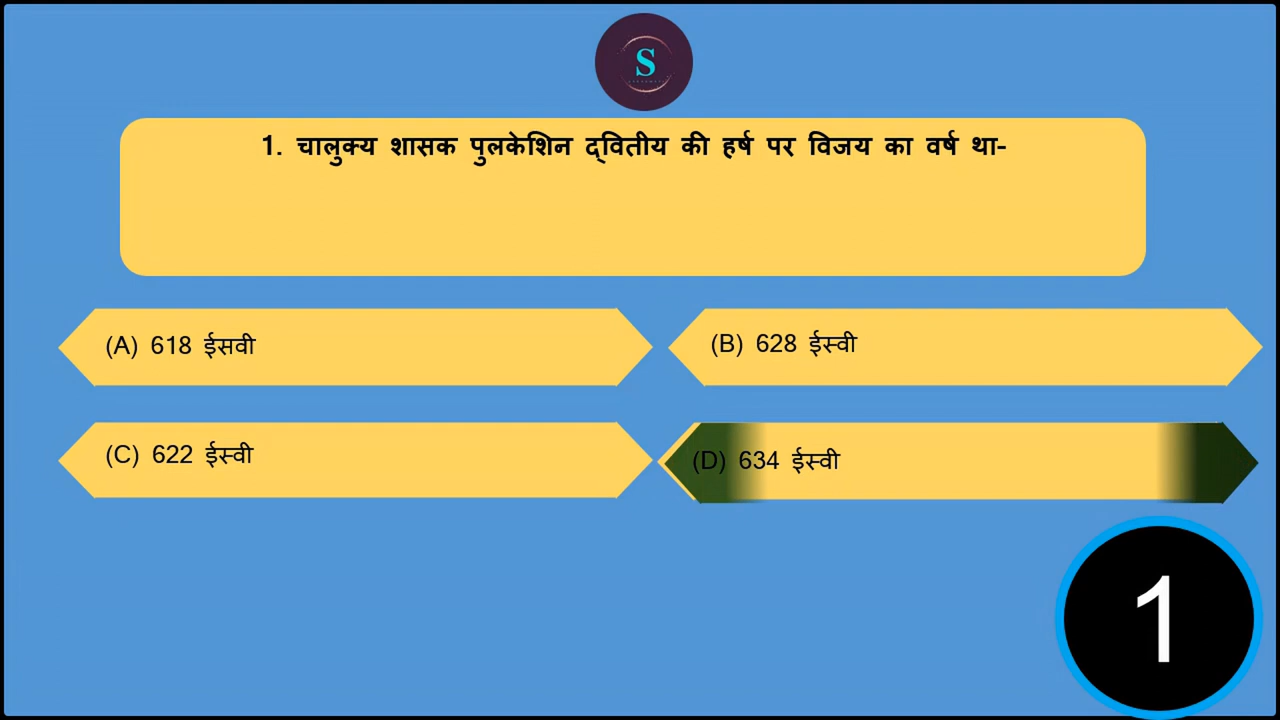 S
1. चालुक्य शासक पुलकेशिन द्वितीय की हर्ष पर विजय का वर्ष था-
(A) 618 ईसवी
(B) 628 ईस्वी
(C) 622 ईस्वी
(D) 634 ईस्वी
1